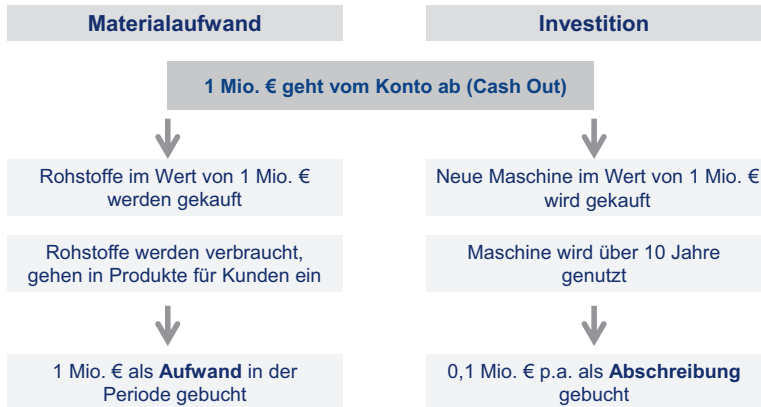 Materialaufwand
Investition
1 Mio. € geht vom Konto ab (Cash Out)
Rohstoffe im Wert von 1 Mio. €
werden gekauft
Neue Maschine im Wert von 1 Mio. €
wird gekauft
Rohstoffe werden verbraucht,
gehen in Produkte für Kunden ein
Maschine wird über 10 Jahre
genutzt
1 Mio. € als Aufwand in der
Periode gebucht
0,1 Mio. € p.a. als Abschreibung
gebucht